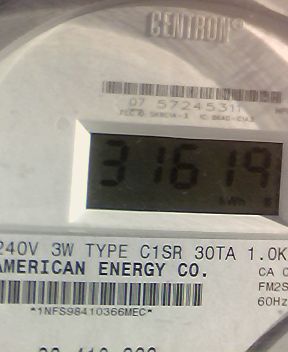 CENTRON®
07 57245311
31619
kWh
240V 3W TYPE C1SR 30TA 1.0K
AMERICAN ENERGY CO.
CA 0
FM2S
60Hz
*1NFS98410366MEC*